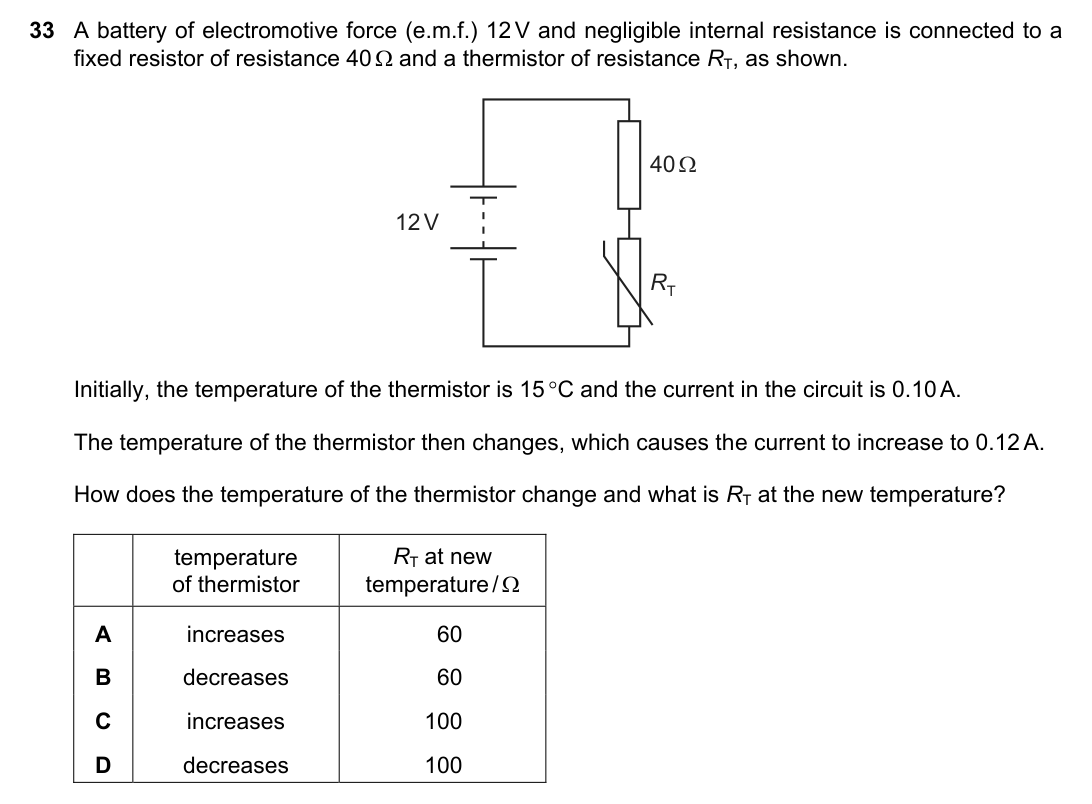 33 A battery of electromotive force (e.m.f.) 12 V and negligible internal resistance is connected to a
fixed resistor of resistance 40 Ω and a thermistor of resistance R_T, as shown.
40 Ω
12 V
R_T
Initially, the temperature of the thermistor is 15 °C and the current in the circuit is 0.10 A.
The temperature of the thermistor then changes, which causes the current to increase to 0.12 A.
How does the temperature of the thermistor change and what is R_T at the new temperature?
temperature of thermistor R_T at new temperature / Ω
A increases 60
B decreases 60
C increases 100
D decreases 100